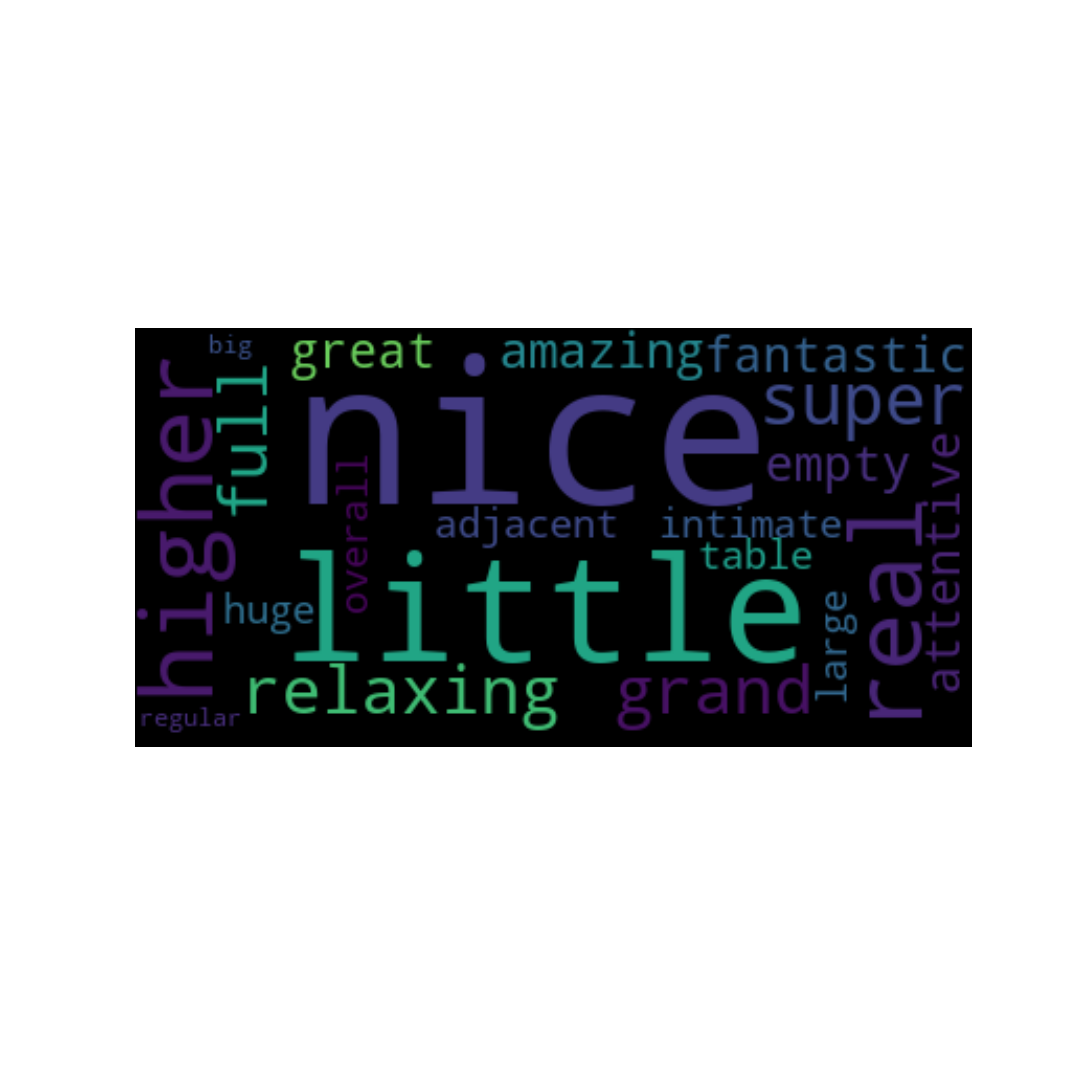 big
great
amazing
fantastic
higher
full
nice
super
empty
overall
adjacent
intimate
attentive
real
table
little
huge
large
relaxing
grand
regular